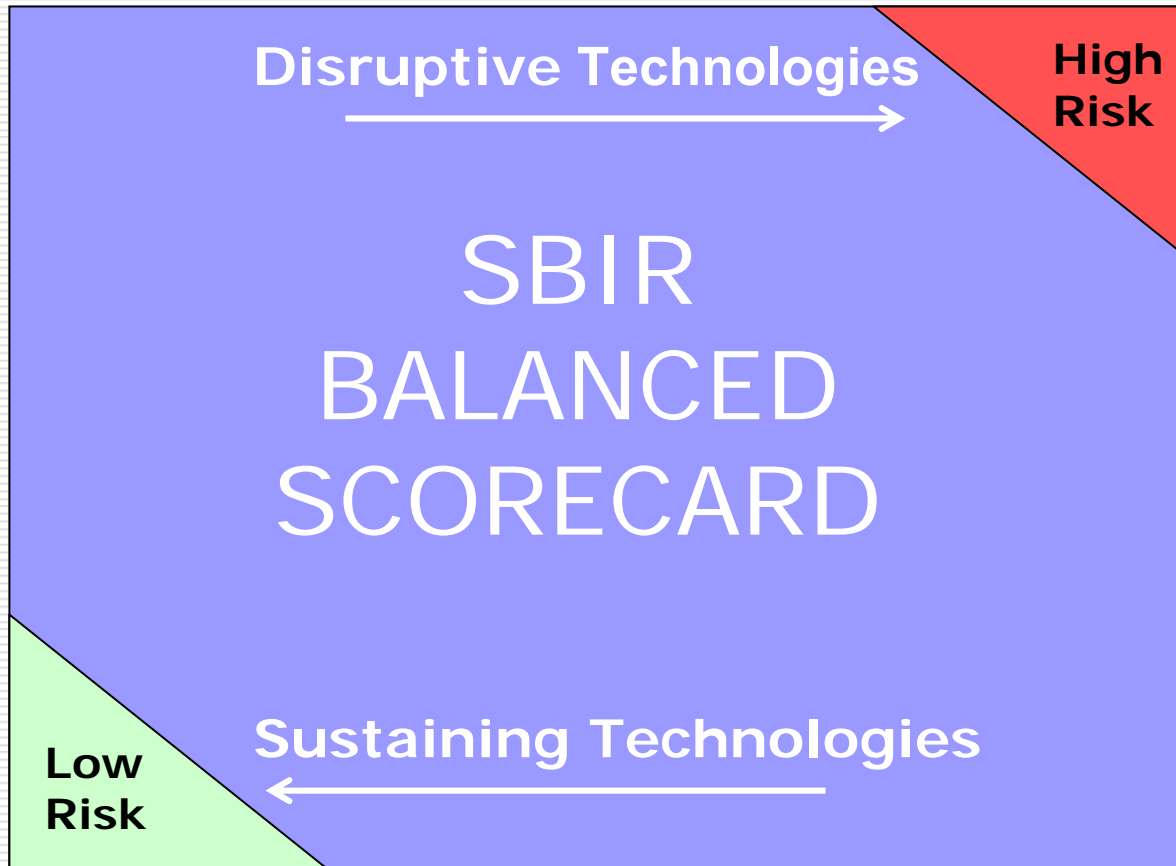 Disruptive Technologies
High
Risk
SBIR
BALANCED
SCORECARD
Sustaining Technologies
Low
Risk